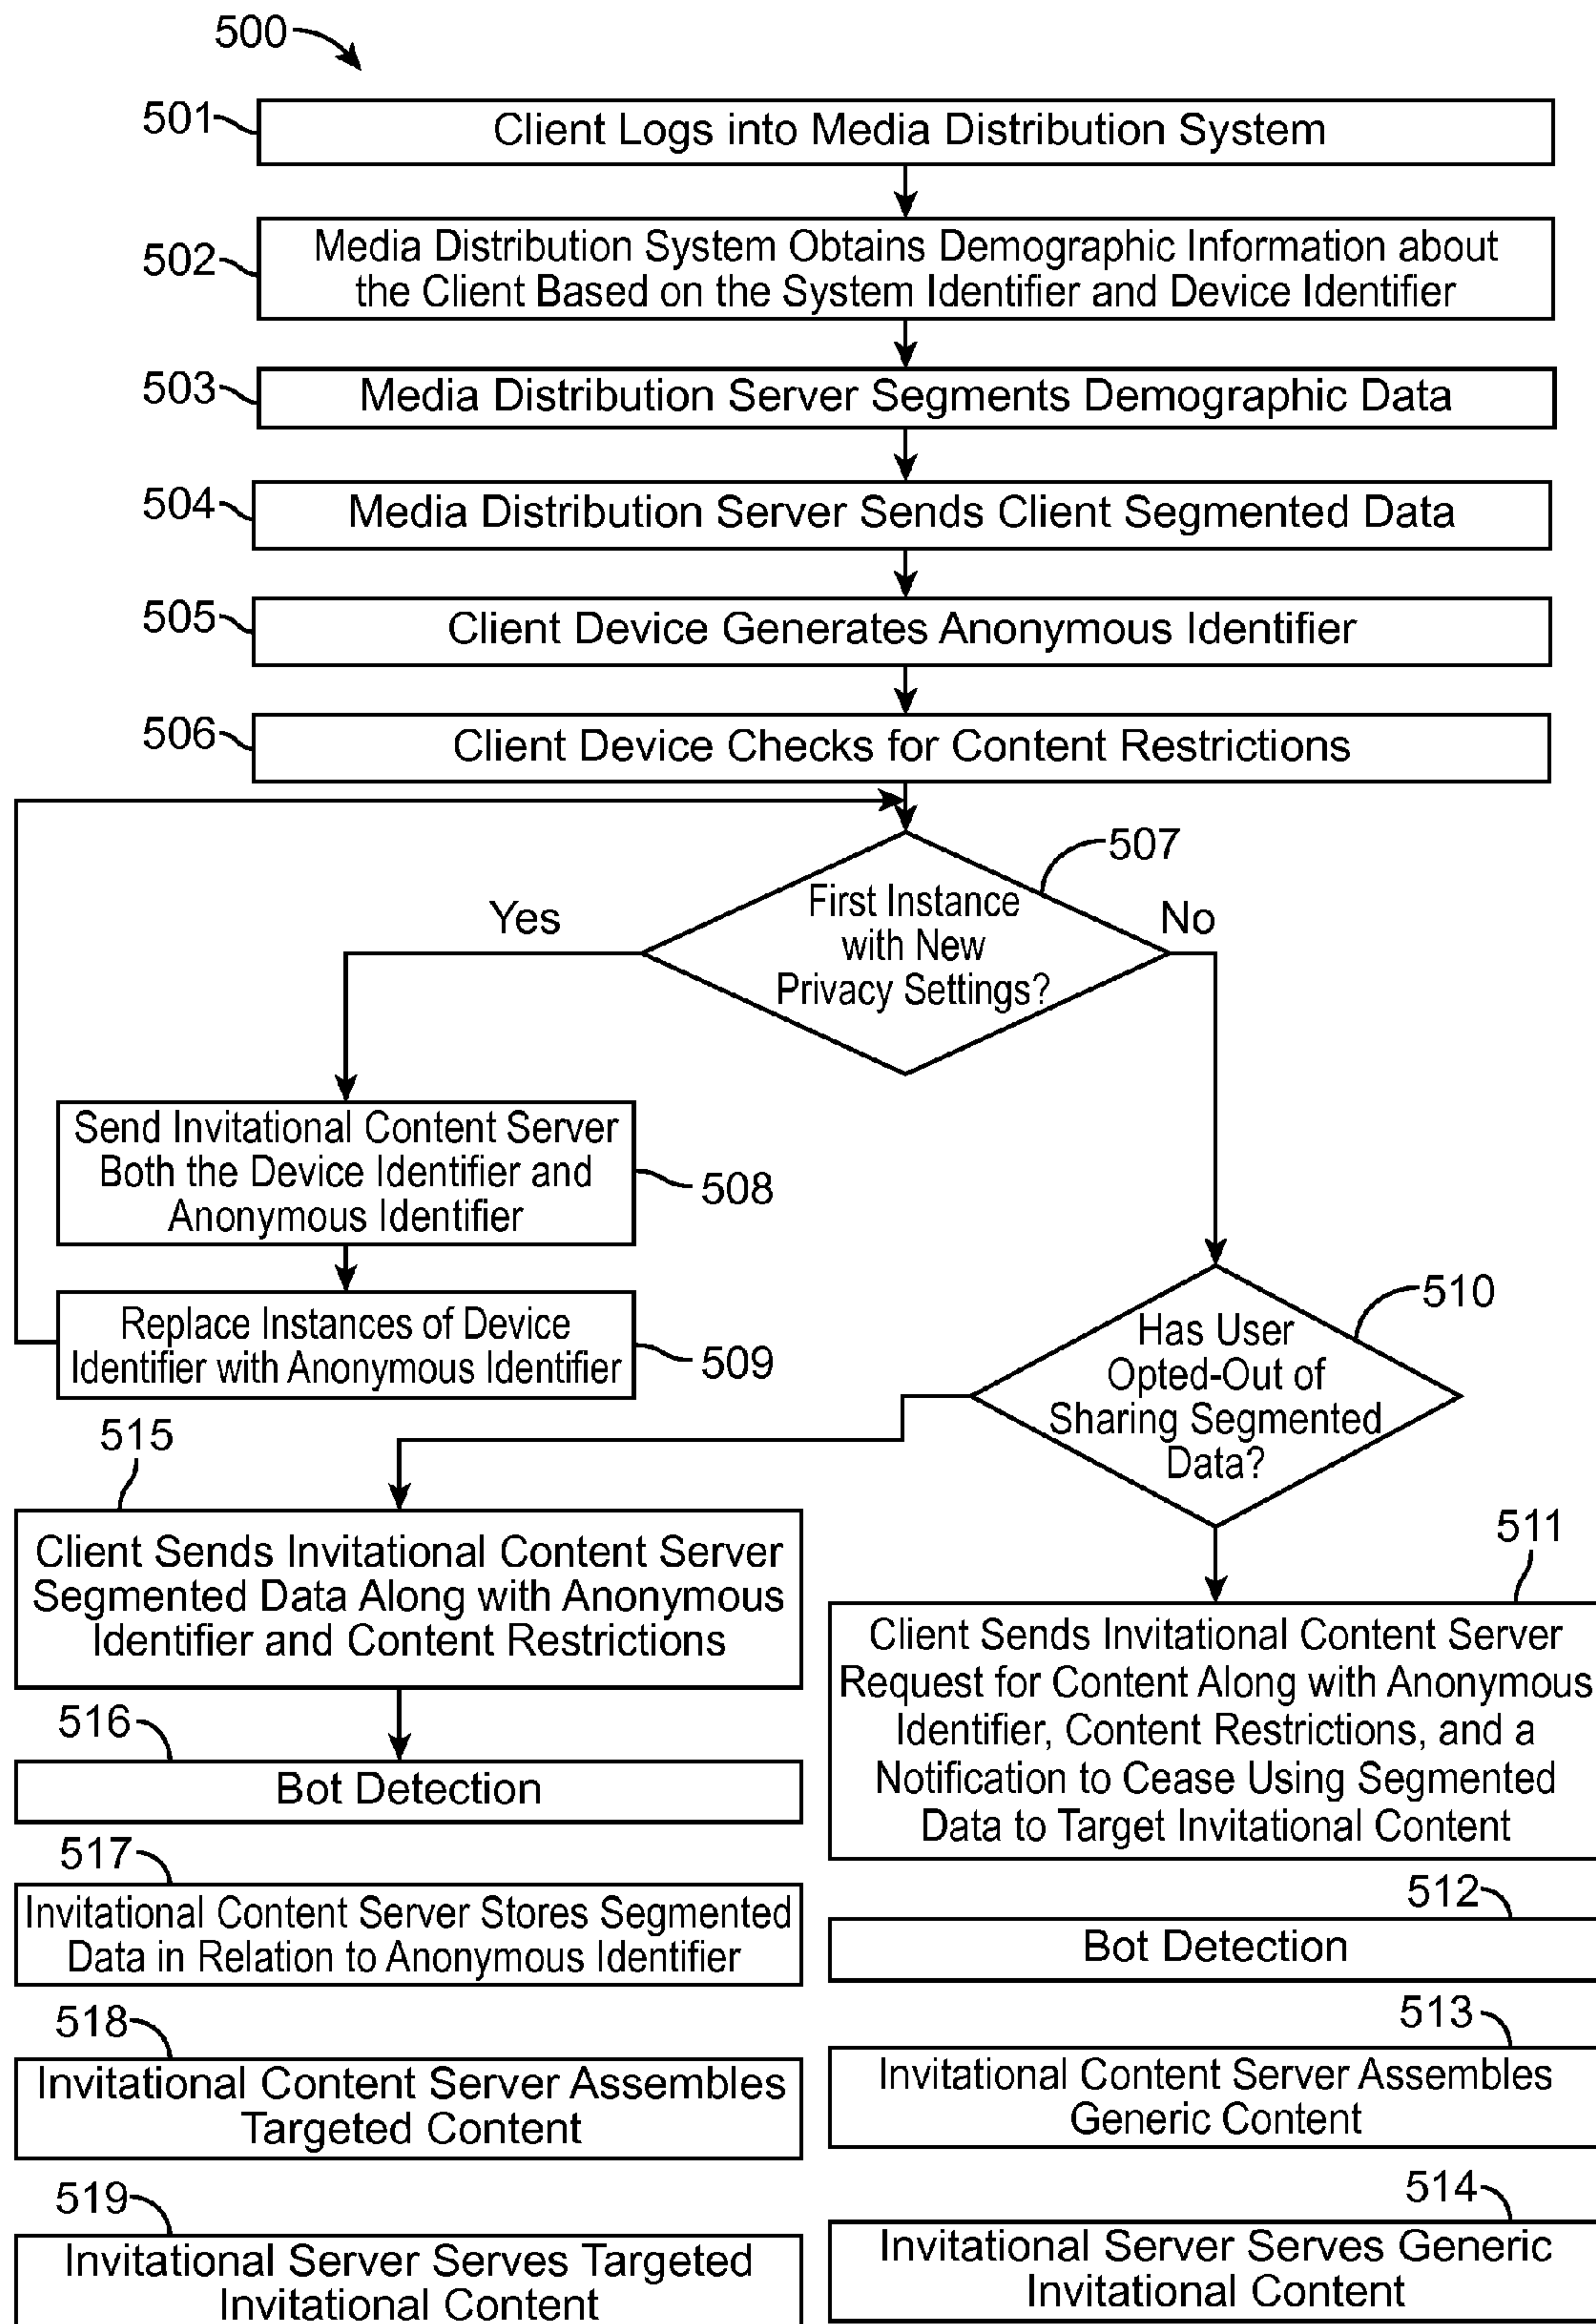 500
501
Client Logs into Media Distribution System
502
Media Distribution System Obtains Demographic Information about
the Client Based on the System Identifier and Device Identifier
503
Media Distribution Server Segments Demographic Data
504
Media Distribution Server Sends Client Segmented Data
505
Client Device Generates Anonymous Identifier
506
Client Device Checks for Content Restrictions
507
First Instance
with New
Privacy Settings?
Yes
No
Send Invitational Content Server
Both the Device Identifier and
Anonymous Identifier
508
Replace Instances of Device
Identifier with Anonymous Identifier
509
510
Has User
Opted-Out of
Sharing Segmented
Data?
515
Client Sends Invitational Content Server
Segmented Data Along with Anonymous
Identifier and Content Restrictions
516
Bot Detection
517
Invitational Content Server Stores Segmented
Data in Relation to Anonymous Identifier
518
Invitational Content Server Assembles
Targeted Content
519
Invitational Server Serves Targeted
Invitational Content
511
Client Sends Invitational Content Server
Request for Content Along with Anonymous
Identifier, Content Restrictions, and a
Notification to Cease Using Segmented
Data to Target Invitational Content
512
Bot Detection
513
Invitational Content Server Assembles
Generic Content
514
Invitational Server Serves Generic
Invitational Content